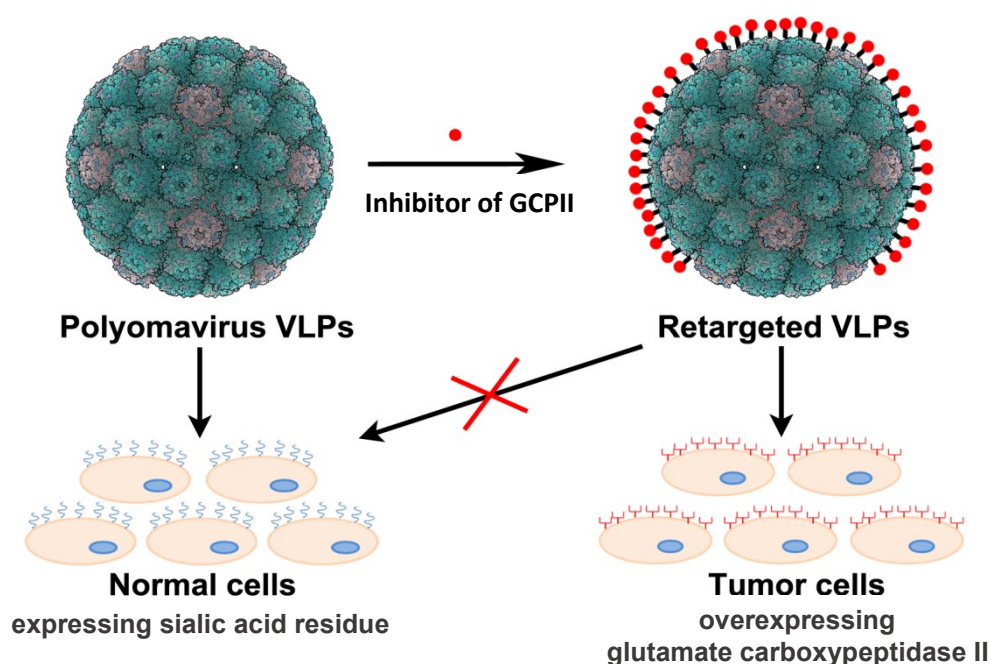 Inhibitor of GCPII
Polyomavirus VLPs
Retargeted VLPs
Normal cells
expressing sialic acid residue
Tumor cells
overexpressing
glutamate carboxypeptidase II